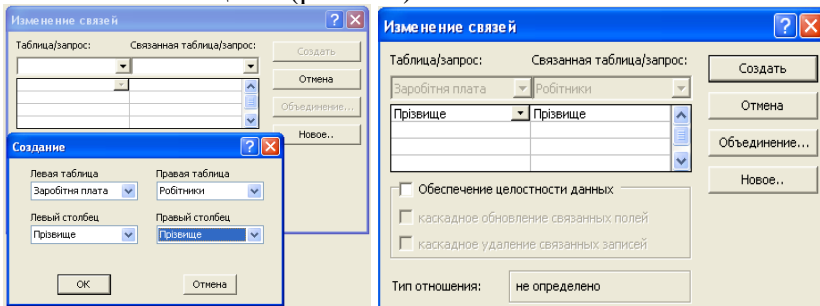 Изменение связей
Таблица/запрос: Связанная таблица/запрос:
Создать
Отмена
Объединение...
Новое..
Создание
Левая таблица Правая таблица
Заробітня плата Робітники
Левый столбец Правый столбец
Прізвище Прізвище
ОК Отмена
Изменение связей
Таблица/запрос: Связанная таблица/запрос:
Заробітня плата Робітники
Прізвище Прізвище
Создать
Отмена
Объединение...
Новое..
Обеспечение целостности данных
каскадное обновление связанных полей
каскадное удаление связанных записей
Тип отношения: не определено